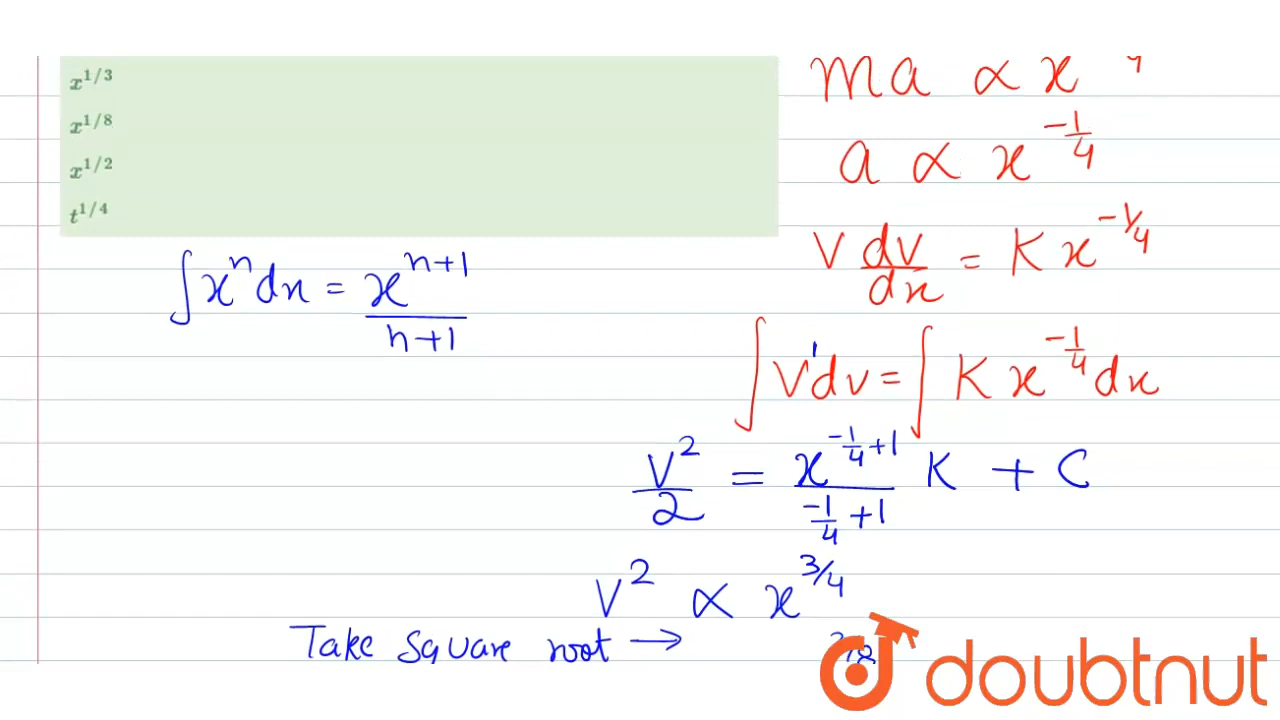 x^{1/3}
x^{1/8}
x^{1/2}
t^{1/4}
ma ∝ x
a ∝ x^{-1/4}
V dV/dx = K x^{-1/4}
∫x^n dx = x^{n+1}/(n+1)
∫V^1 dv = ∫K x^{-1/4} dx
V^2/2 = x^{-1/4+1}/(-1/4+1) K + C
V^2 ∝ x^{3/4}
Take Square root →
doubtnut